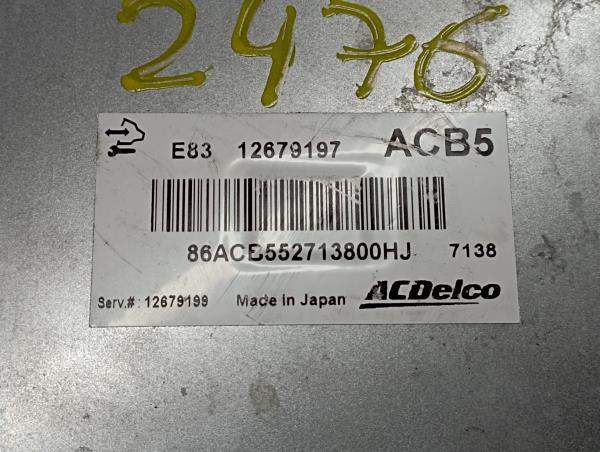 2476
E83 12679197 ACB5
86ACB552713800HJ 7138
Serv.#: 12679199 Made in Japan ACDelco